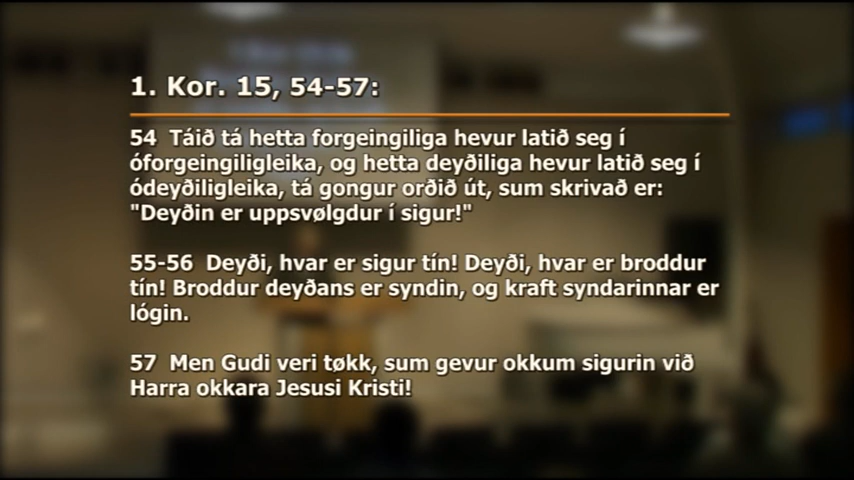 1. Kor. 15, 54-57:
54 Táið tá hetta forgeingiliga hevur latið seg í
óforgeingiligleika, og hetta deyðiliga hevur latið seg í
ódeyðiligleika, tá gongur orðið út, sum skrivað er:
"Deyðin er uppsvølgdur í sigur!"
55-56 Deyði, hvar er sigur tín! Deyði, hvar er broddur
tín! Broddur deyðans er syndin, og kraft syndarinnar er
lógin.
57 Men Gudi veri tøkk, sum gevur okkum sigurin við
Harra okkara Jesusi Kristi!